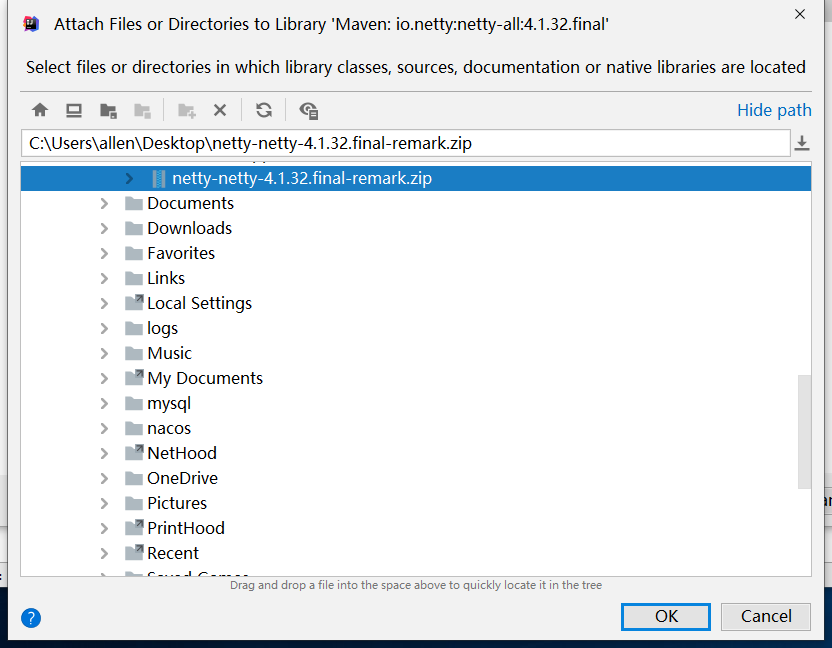 Attach Files or Directories to Library 'Maven: io.netty:netty-all:4.1.32.final'
Select files or directories in which library classes, sources, documentation or native libraries are located
Hide path
C:\Users\allen\Desktop\netty-netty-4.1.32.final-remark.zip
netty-netty-4.1.32.final-remark.zip
Documents
Downloads
Favorites
Links
Local Settings
logs
Music
My Documents
mysql
nacos
NetHood
OneDrive
Pictures
PrintHood
Recent
Saved Games
Drag and drop a file into the space above to quickly locate it in the tree
?
OK
Cancel